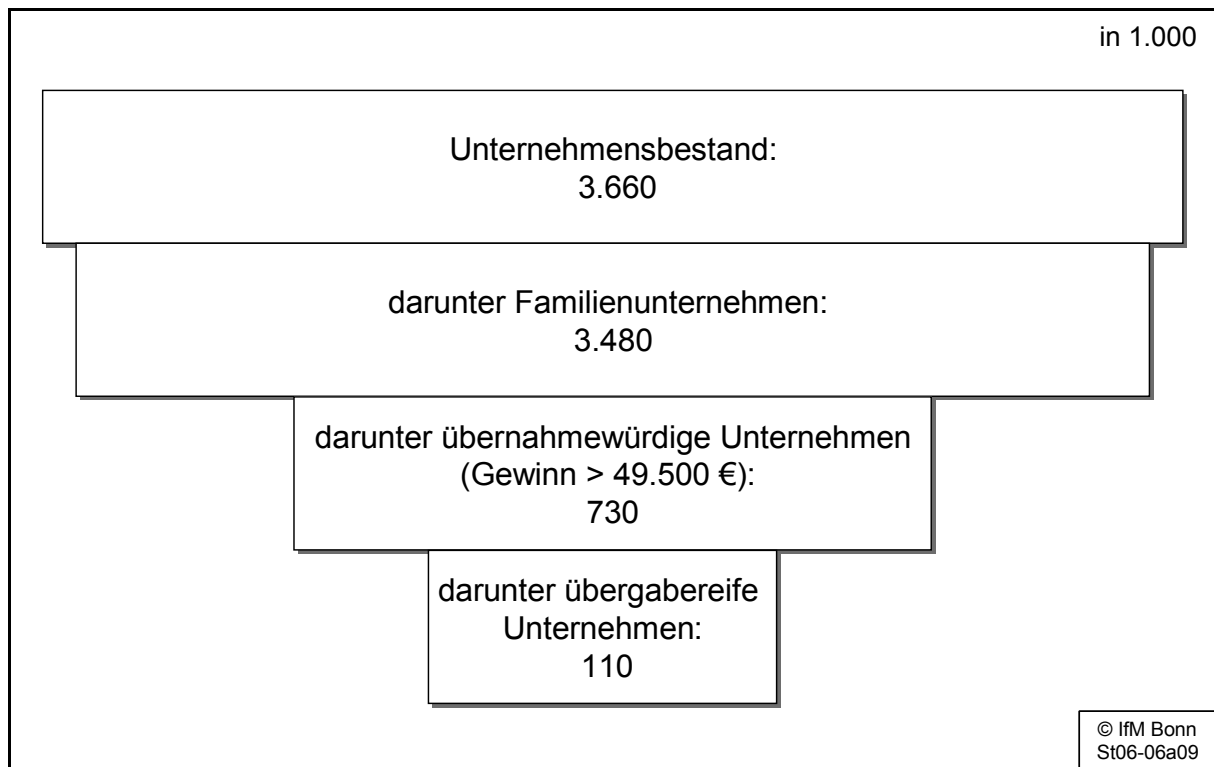 in 1.000
Unternehmensbestand:
3.660
darunter Familienunternehmen:
3.480
darunter übernahmewürdige Unternehmen
(Gewinn > 49.500 €):
730
darunter übergabereife
Unternehmen:
110
© IfM Bonn
St06-06a09